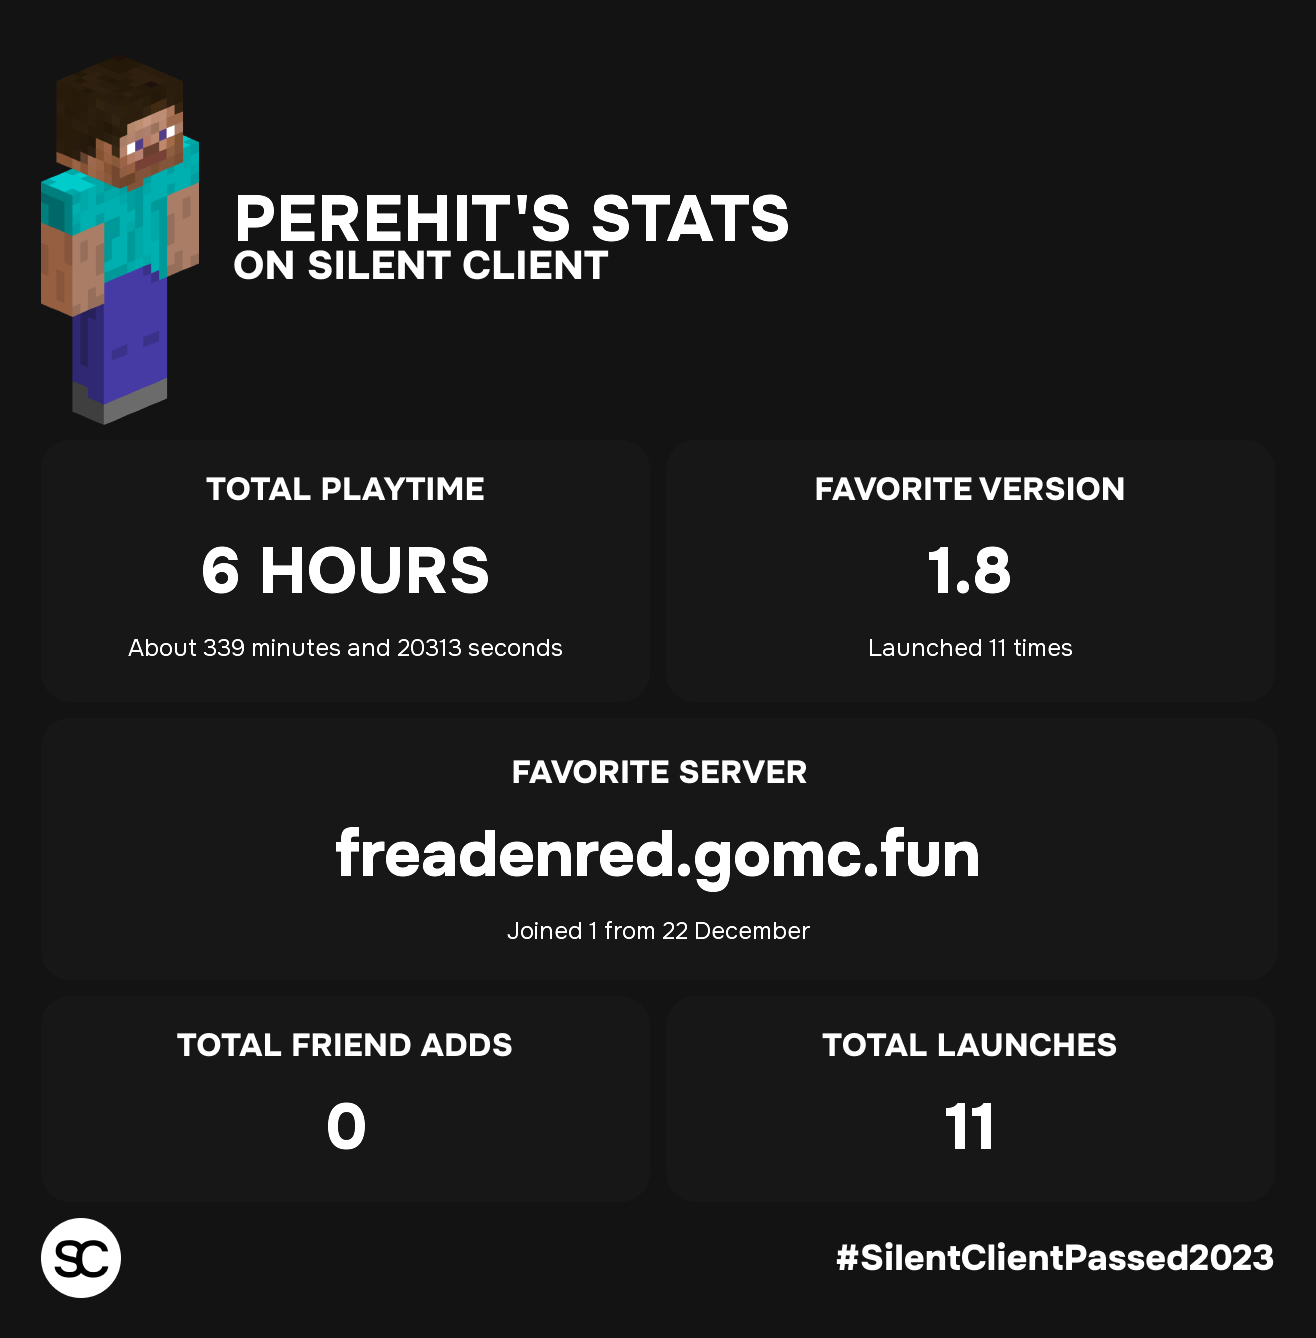 PEREHIT'S STATS
ON SILENT CLIENT
TOTAL PLAYTIME
6 HOURS
About 339 minutes and 20313 seconds
FAVORITE VERSION
1.8
Launched 11 times
FAVORITE SERVER
freadenred.gomc.fun
Joined 1 from 22 December
TOTAL FRIEND ADDS
0
TOTAL LAUNCHES
11
SC
#SilentClientPassed2023